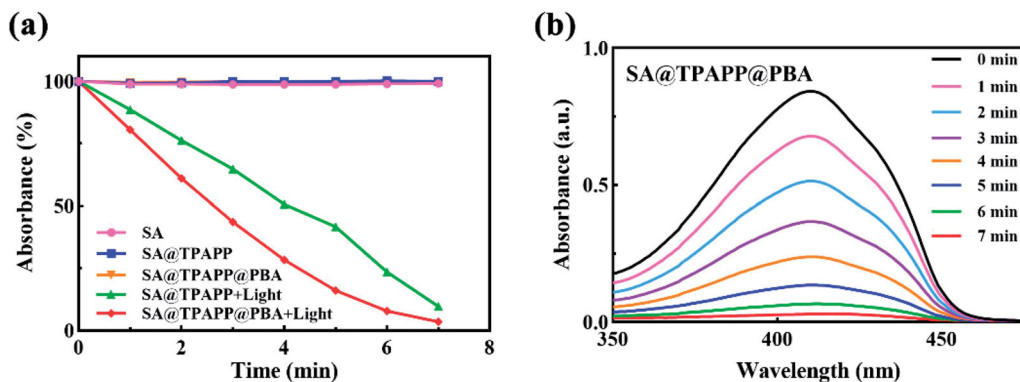 (a)
Absorbance (%)
100
50
0
SA
SA@TPAPP
SA@TPAPP@PBA
SA@TPAPP+Light
SA@TPAPP@PBA+Light
0 2 4 6 8
Time (min)
(b)
Absorbance (a.u.)
1.0
0.5
0.0
SA@TPAPP@PBA
0 min
1 min
2 min
3 min
4 min
5 min
6 min
7 min
350 400 450
Wavelength (nm)